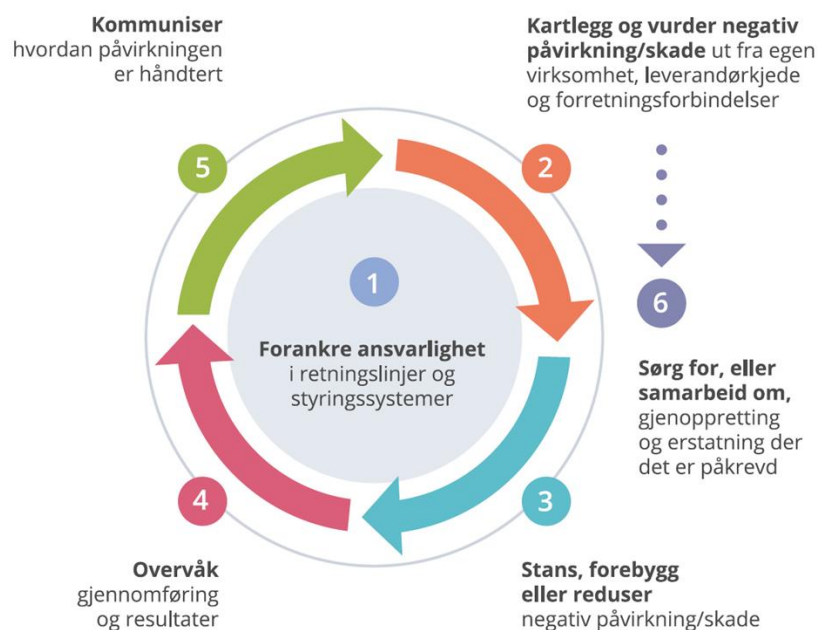 Kommuniser
hvordan påvirkningen
er håndtert
Kartlegg og vurder negativ
påvirkning/skade ut fra egen
virksomhet, leverandørkjede
og forretningsforbindelser
5
2
1
Forankre ansvarlighet
i retningslinjer og
styringssystemer
6
Sørg for, eller
samarbeid om,
gjenoppretting
og erstatning der
det er påkrevd
4
3
Overvåk
gjennomføring
og resultater
Stans, forebygg
eller reduser
negativ påvirkning/skade